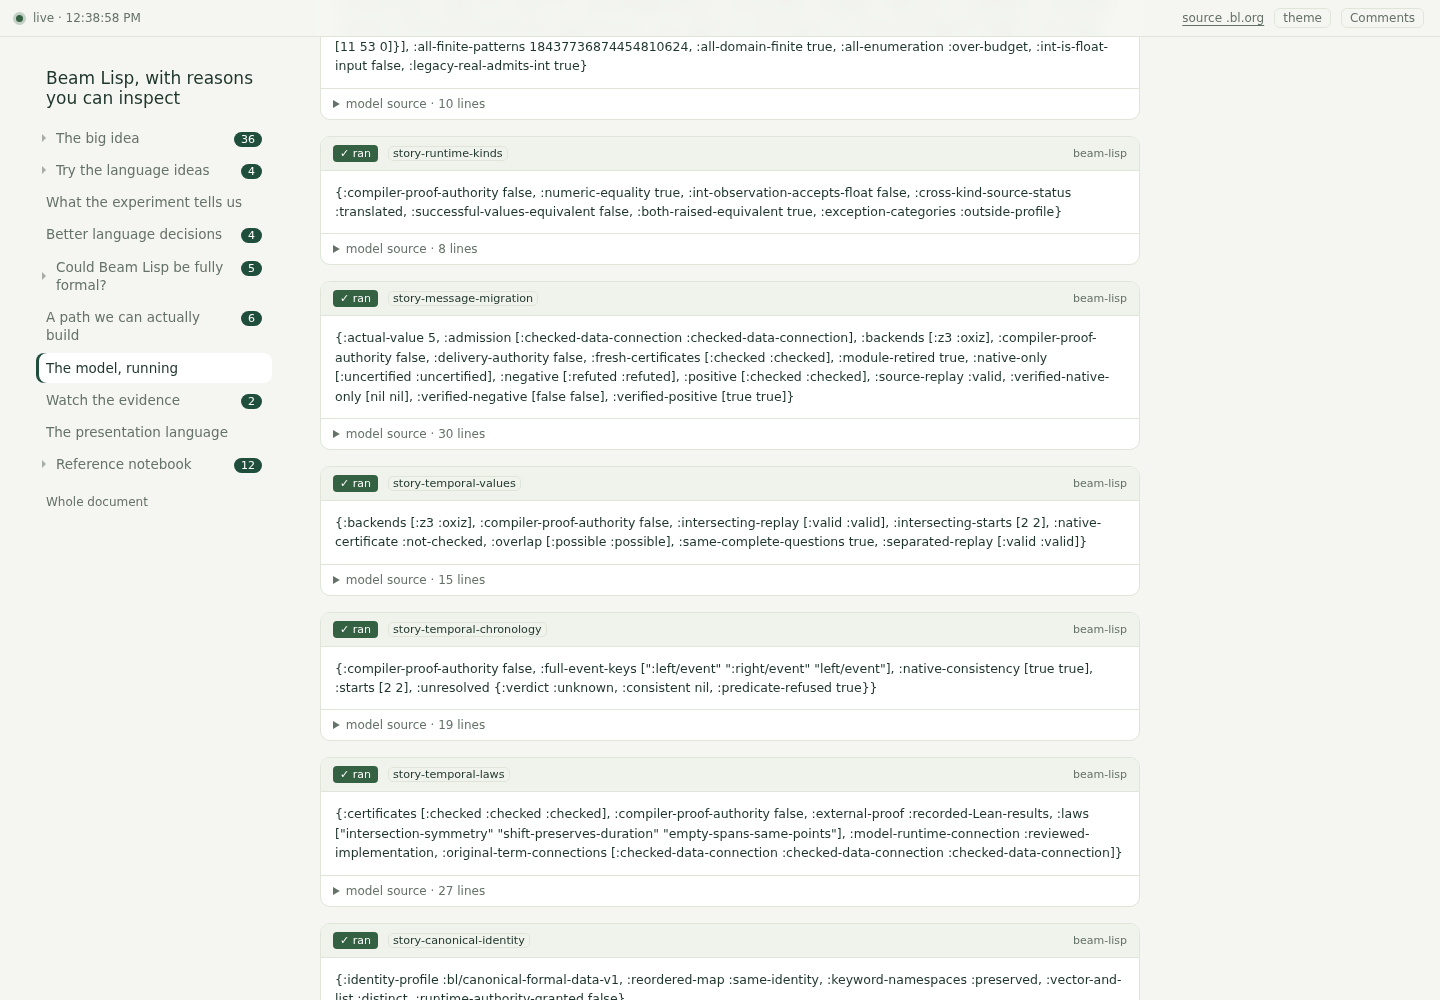 live · 12:38:58 PM
source .bl.org
theme
Comments
Beam Lisp, with reasons
you can inspect
The big idea 36
Try the language ideas 4
What the experiment tells us
Better language decisions 4
Could Beam Lisp be fully
formal? 5
A path we can actually
build 6
The model, running
Watch the evidence 2
The presentation language
Reference notebook 12
Whole document
[11 53 0]}], :all-finite-patterns 18437736874454810624, :all-domain-finite true, :all-enumeration :over-budget, :int-is-float-
input false, :legacy-real-admits-int true}
▶ model source · 10 lines
✓ ran story-runtime-kinds beam-lisp
{:compiler-proof-authority false, :numeric-equality true, :int-observation-accepts-float false, :cross-kind-source-status
:translated, :successful-values-equivalent false, :both-raised-equivalent true, :exception-categories :outside-profile}
▶ model source · 8 lines
✓ ran story-message-migration beam-lisp
{:actual-value 5, :admission [:checked-data-connection :checked-data-connection], :backends [:z3 :oxiz], :compiler-proof-
authority false, :delivery-authority false, :fresh-certificates [:checked :checked], :module-retired true, :native-only
[:uncertified :uncertified], :negative [:refuted :refuted], :positive [:checked :checked], :source-replay :valid, :verified-native-
only [nil nil], :verified-negative [false false], :verified-positive [true true]}
▶ model source · 30 lines
✓ ran story-temporal-values beam-lisp
{:backends [:z3 :oxiz], :compiler-proof-authority false, :intersecting-replay [:valid :valid], :intersecting-starts [2 2], :native-
certificate :not-checked, :overlap [:possible :possible], :same-complete-questions true, :separated-replay [:valid :valid]}
▶ model source · 15 lines
✓ ran story-temporal-chronology beam-lisp
{:compiler-proof-authority false, :full-event-keys [":left/event" ":right/event" "left/event"], :native-consistency [true true],
:starts [2 2], :unresolved {:verdict :unknown, :consistent nil, :predicate-refused true}}
▶ model source · 19 lines
✓ ran story-temporal-laws beam-lisp
{:certificates [:checked :checked :checked], :compiler-proof-authority false, :external-proof :recorded-Lean-results, :laws
["intersection-symmetry" "shift-preserves-duration" "empty-spans-same-points"], :model-runtime-connection :reviewed-
implementation, :original-term-connections [:checked-data-connection :checked-data-connection :checked-data-connection]}
▶ model source · 27 lines
✓ ran story-canonical-identity beam-lisp
{:identity-profile :bl/canonical-formal-data-v1, :reordered-map :same-identity, :keyword-namespaces :preserved, :vector-and-
list :distinct, :runtime-authority-granted false}